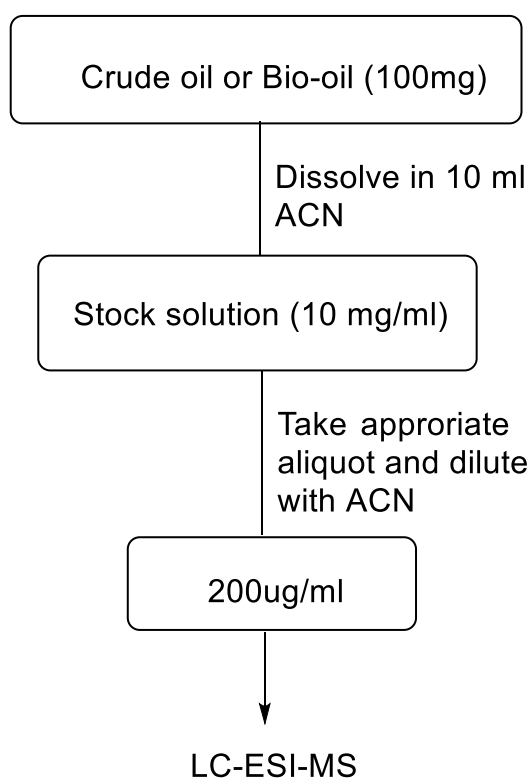 Crude oil or Bio-oil (100mg)
Dissolve in 10 ml
ACN
Stock solution (10 mg/ml)
Take approriate
aliquot and dilute
with ACN
200ug/ml
LC-ESI-MS